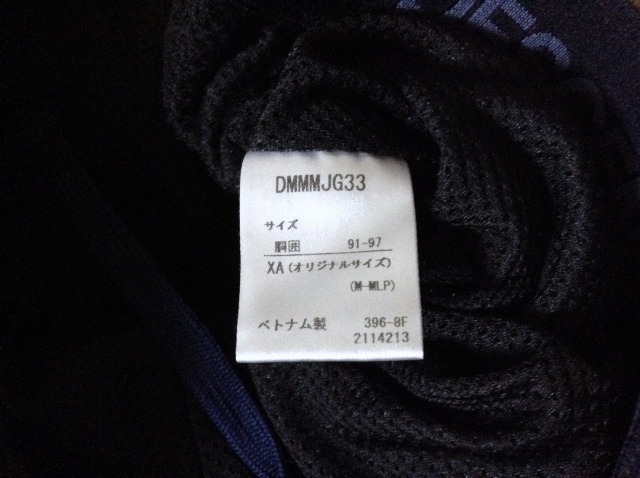 DMMMJG33
サイズ
胴囲 91-97
XA(オリジナルサイズ)
(M-MLP)
ベトナム製 396-8F
2114213